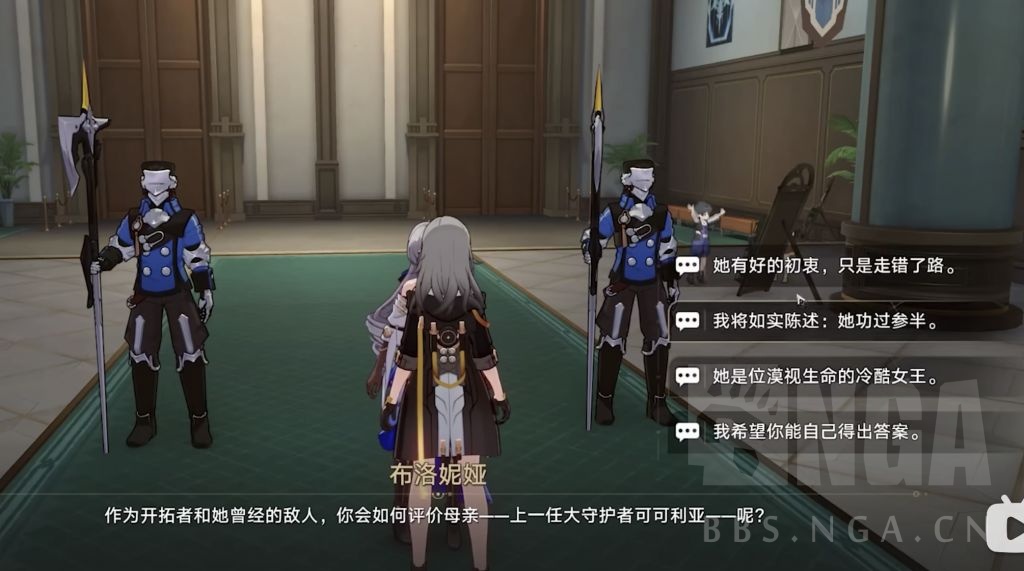 她有好的初衷，只是走错了路。
我将如实陈述：她功过参半。
她是位漠视生命的冷酷女王。
我希望你能自己得出答案。
NGA
布洛妮娅
作为开拓者和她曾经的敌人，你会如何评价母亲——上一任大守护者可可利亚——呢？
BBS.NGA.CN